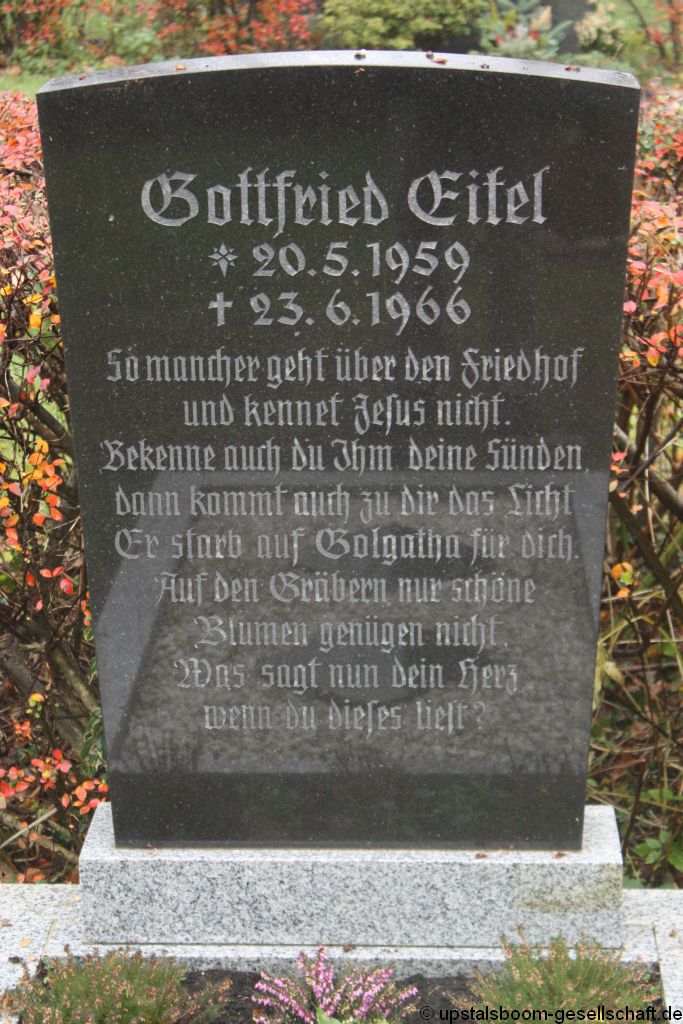 Gottfried Eitel
* 20.5.1959
† 23.6.1966
So mancher geht über den Friedhof
und kennet Jesus nicht.
Bekenne auch du Ihm deine Sünden,
dann kommt auch zu dir das Licht
Er starb auf Golgatha für dich.
Auf den Gräbern nur schöne
Blumen genügen nicht.
Was sagt nun dein Herz,
wenn du dieses liest?
© upstalsboom-gesellschaft.de